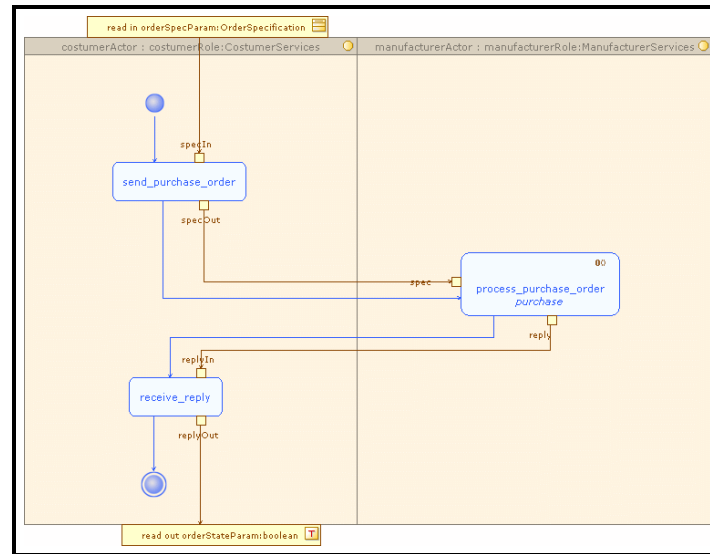 read in orderSpecParam:OrderSpecification
costumerActor : costumerRole:CostumerServices
manufacturerActor : manufacturerRole:ManufacturerServices
specIn
send_purchase_order
specOut
spec
process_purchase_order
purchase
reply
replyIn
receive_reply
replyOut
read out orderStateParam:boolean
T